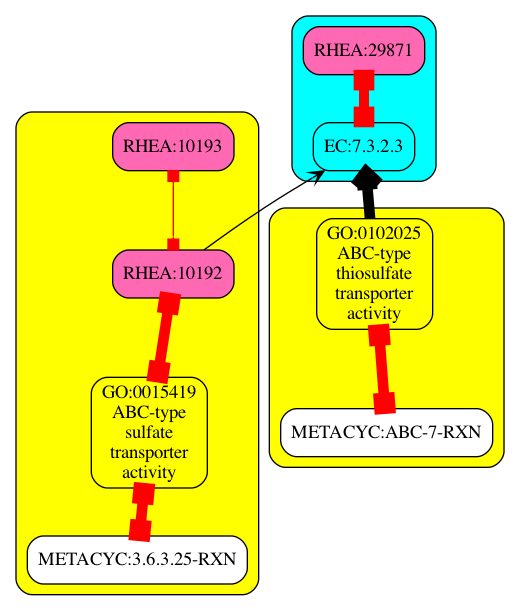 RHEA:29871
RHEA:10193
EC:7.3.2.3
RHEA:10192
GO:0102025
ABC-type
thiosulfate
transporter
activity
GO:0015419
ABC-type
sulfate
transporter
activity
METACYC:ABC-7-RXN
METACYC:3.6.3.25-RXN